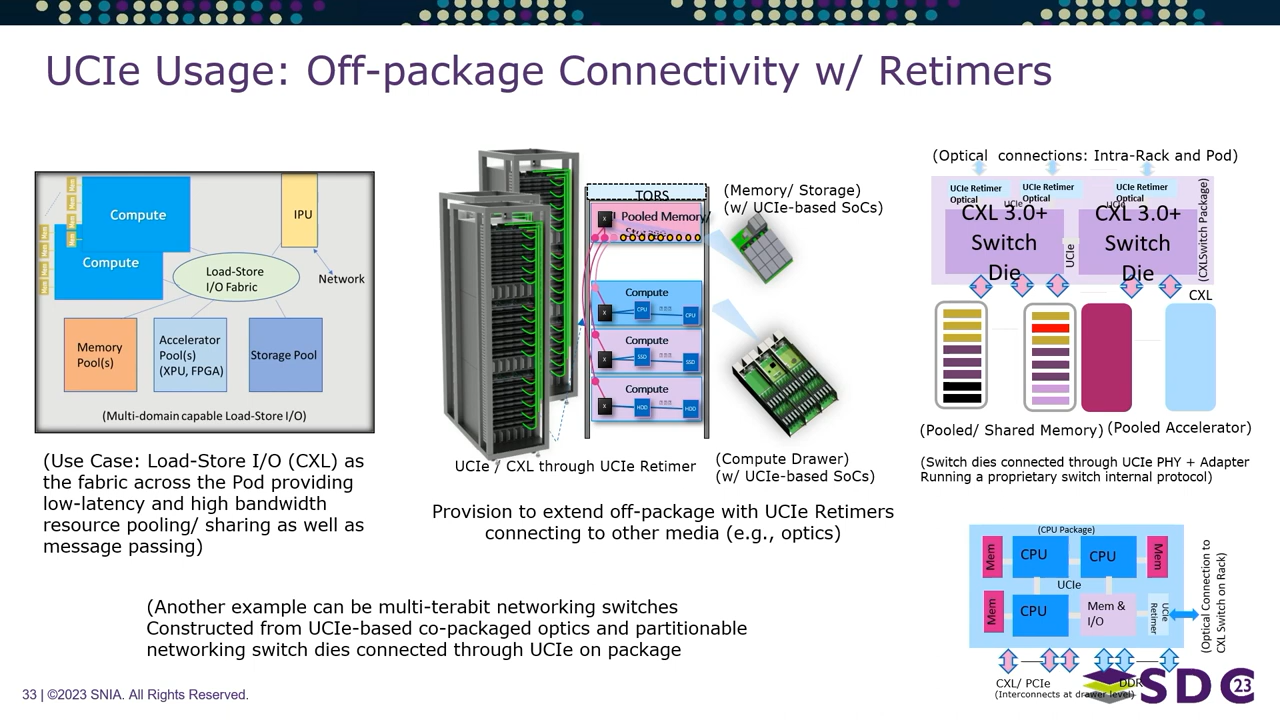 UCIe Usage: Off-package Connectivity w/ Retimers
Mem
Mem
Mem
Mem
Mem
Mem
Compute
Compute
IPU
Load-Store
I/O Fabric
Network
Memory
Pool(s)
Accelerator
Pool(s)
(XPU, FPGA)
Storage Pool
(Multi-domain capable Load-Store I/O)
(Use Case: Load-Store I/O (CXL) as
the fabric across the Pod providing
low-latency and high bandwidth
resource pooling/ sharing as well as
message passing)
TORS
X
Pooled Memory/
Compute
X
CPU
CPU
Compute
X
SSD
SSD
Compute
X
HDD
HDD
(Memory/ Storage)
(w/ UCIe-based SoCs)
UCIe / CXL through UCIe Retimer
(Compute Drawer)
(w/ UCIe-based SoCs)
Provision to extend off-package with UCIe Retimers
connecting to other media (e.g., optics)
(Another example can be multi-terabit networking switches
Constructed from UCIe-based co-packaged optics and partitionable
networking switch dies connected through UCIe on package
(Optical connections: Intra-Rack and Pod)
UCIe Retimer
Optical
UCIe Retimer
Optical
UCIe Retimer
Optical
UCIe
CXL 3.0+
Switch
Die
UCIe
CXL 3.0+
Switch
Die
(CXLSwitch Package)
CXL
(Pooled/ Shared Memory)
(Pooled Accelerator)
(Switch dies connected through UCIe PHY + Adapter
Running a proprietary switch internal protocol)
(CPU Package)
Mem
CPU
CPU
Mem
UCIe
Mem
CPU
Mem &
I/O
UCIe
Retimer
(Optical Connection to
CXL Switch on Rack)
CXL/ PCIe
DDR
(Interconnects at drawer level)
33 | ©2023 SNIA. All Rights Reserved.
SDC
23